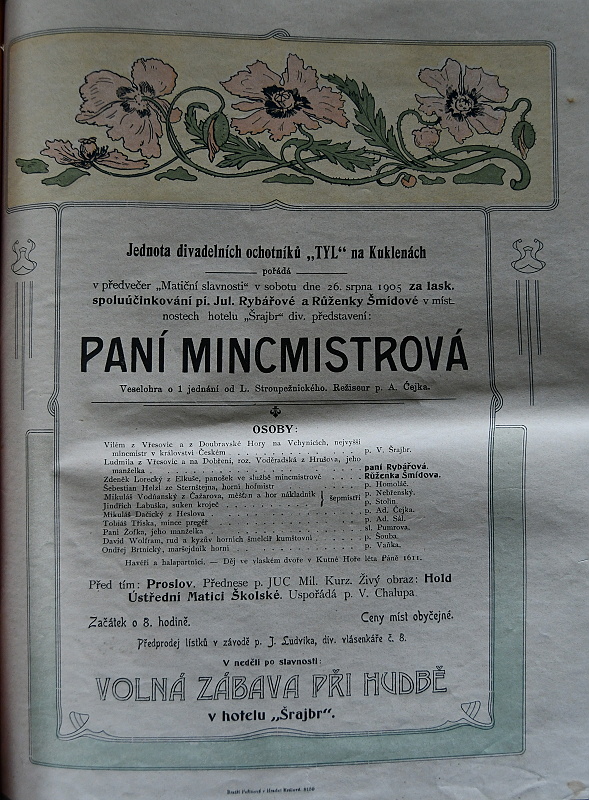 Jednota divadelních ochotníků „TYL“ na Kuklenách
pořádá
v předvečer „Matiční slavnosti“ v sobotu dne 26. srpna 1905 za lask.
spoluúčinkování pí. Jul. Rybářové a Růženky Šmídové v míst-
nostech hotelu „Šrajbr“ div. představení:
PANÍ MINCMISTROVÁ
Veselohra o 1 jednání od L. Stroupežnického. Režiseur p. A. Čejka.
OSOBY:
Vilém z Vřesovic a z Doubravské Hory na Vchynicích, nejvyšší
mincmistr v království Českém . . . p. V. Šrajbr.
Ludmila z Vřesovic a na Dobřeni, roz. Voděradská z Hrušova, jeho
manželka . . . paní Rybářová.
Zdeněk Lorecký z Elkuše, panošek ve službě mincmistrově . . . Růženka Šmídova.
Šebestian Helzl ze Sternštejna, horní hofmistr . . . p. Homoláč.
Mikuláš Vodňanský z Čažarova, měšťan a hor nákladník } šepmistři p. Nebřenský.
Jindřich Labuška, suken kroječ . . . p. Stolín.
Mikuláš Dačický z Heslova . . . p. Ad. Čejka.
Tobiáš Tříska, mince pregéř . . . p. Ad. Šál.
Paní Žofka, jeho manželka . . . sl. Pumrova.
David Wolfram, rud a kyzův horních šmelcíř kumštovní . . . p. Souba.
Ondřej Brtnický, maršejdník horní . . . p. Vaňka.
Havéři a halapartníci. — Děj ve vlaském dvoře v Kutné Hoře léta Páně 1611.
Před tím: Proslov. Přednese p. JUC Mil. Kurz. Živý obraz: Hold
Ústřední Matici Školské. Uspořádá p. V. Chalupa.
Začátek o 8. hodině. Ceny míst obyčejné.
Předprodej lístků v závodě p. J. Ludvíka, div. vlásenkáře č. 8.
V neděli po slavnosti:
VOLNÁ ZÁBAVA PŘI HUDBĚ
v hotelu „Šrajbr“.